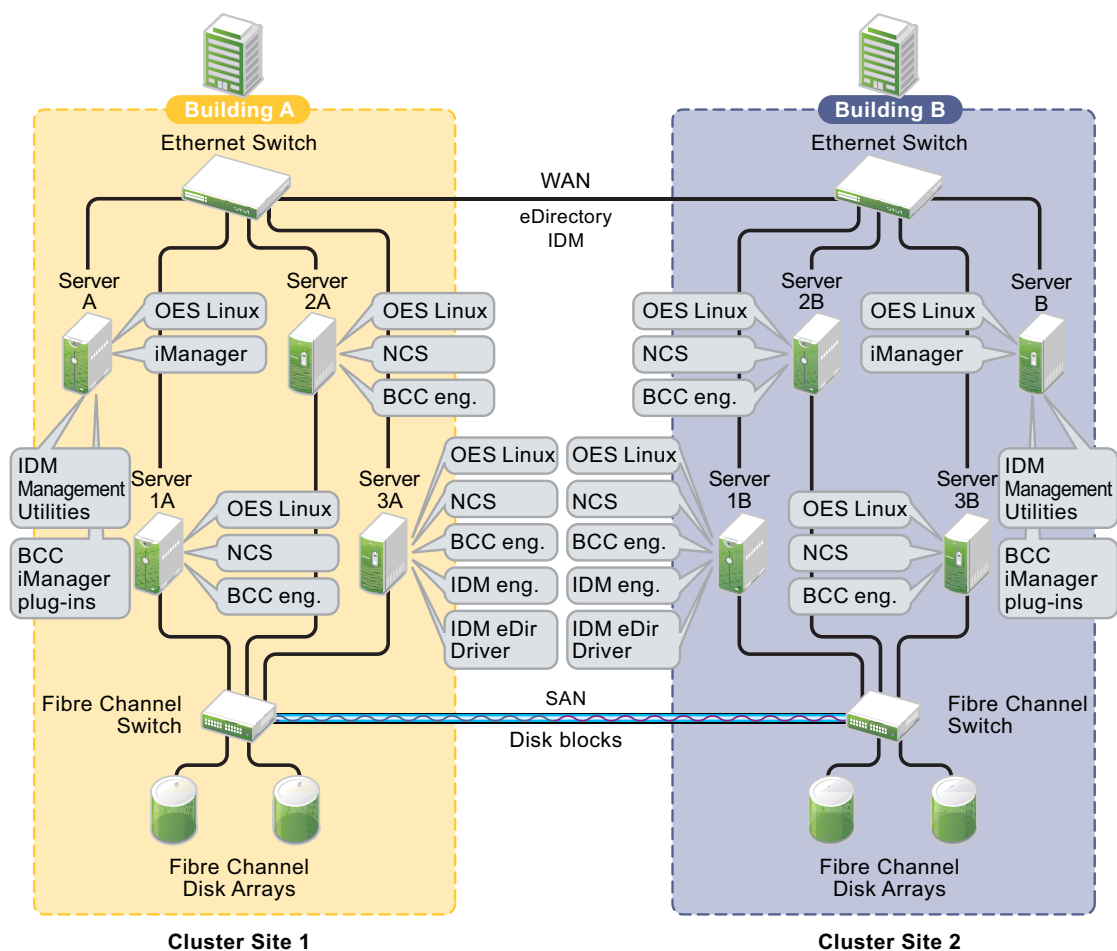 Building A
Ethernet Switch
Building B
Ethernet Switch
WAN
eDirectory
IDM
Server
A
Server
2A
Server
2B
Server
B
OES Linux
iManager
OES Linux
NCS
BCC eng.
OES Linux
NCS
BCC eng.
OES Linux
iManager
IDM
Management
Utilities
BCC
iManager
plug-ins
Server
1A
OES Linux
NCS
BCC eng.
Server
3A
OES Linux
NCS
BCC eng.
IDM eng.
IDM eDir
Driver
OES Linux
NCS
BCC eng.
IDM eng.
IDM eDir
Driver
Server
1B
OES Linux
NCS
BCC eng.
Server
3B
IDM
Management
Utilities
BCC
iManager
plug-ins
Fibre Channel
Switch
SAN
Disk blocks
Fibre Channel
Switch
Fibre Channel
Disk Arrays
Fibre Channel
Disk Arrays
Cluster Site 1
Cluster Site 2